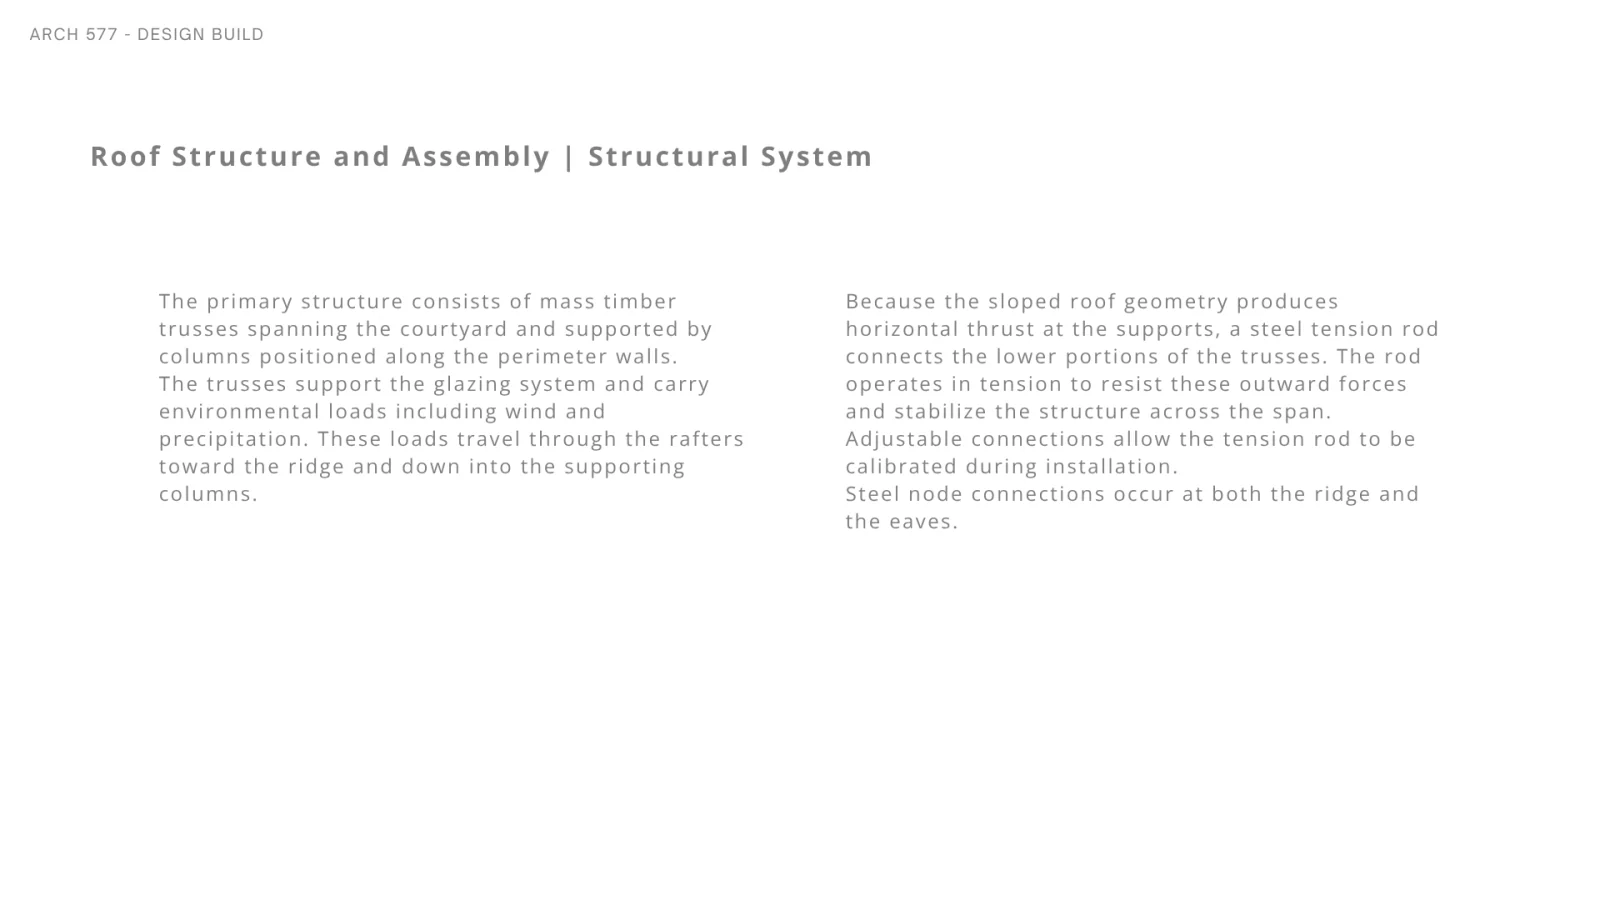 ARCH 577 - DESIGN BUILD
Roof Structure and Assembly | Structural System
The primary structure consists of mass timber
trusses spanning the courtyard and supported by
columns positioned along the perimeter walls.
The trusses support the glazing system and carry
environmental loads including wind and
precipitation. These loads travel through the rafters
toward the ridge and down into the supporting
columns.
Because the sloped roof geometry produces
horizontal thrust at the supports, a steel tension rod
connects the lower portions of the trusses. The rod
operates in tension to resist these outward forces
and stabilize the structure across the span.
Adjustable connections allow the tension rod to be
calibrated during installation.
Steel node connections occur at both the ridge and
the eaves.